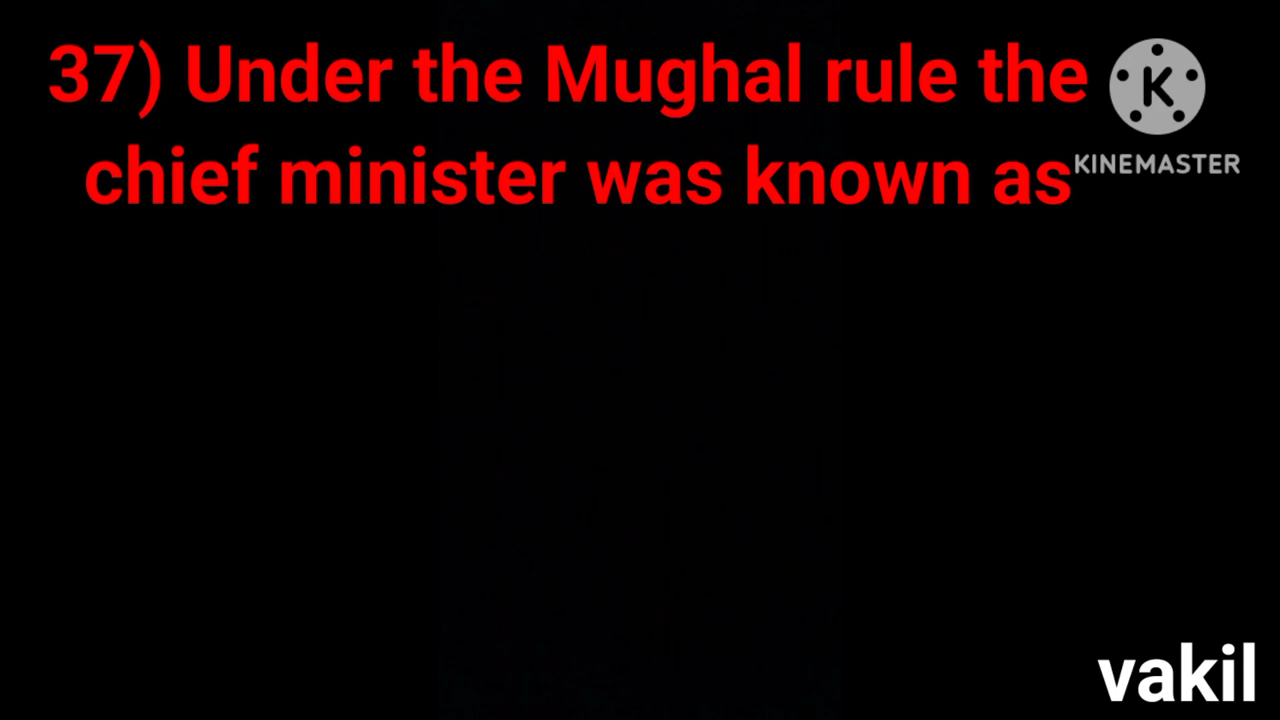 37) Under the Mughal rule the
chief minister was known as
K
KINEMASTER
vakil